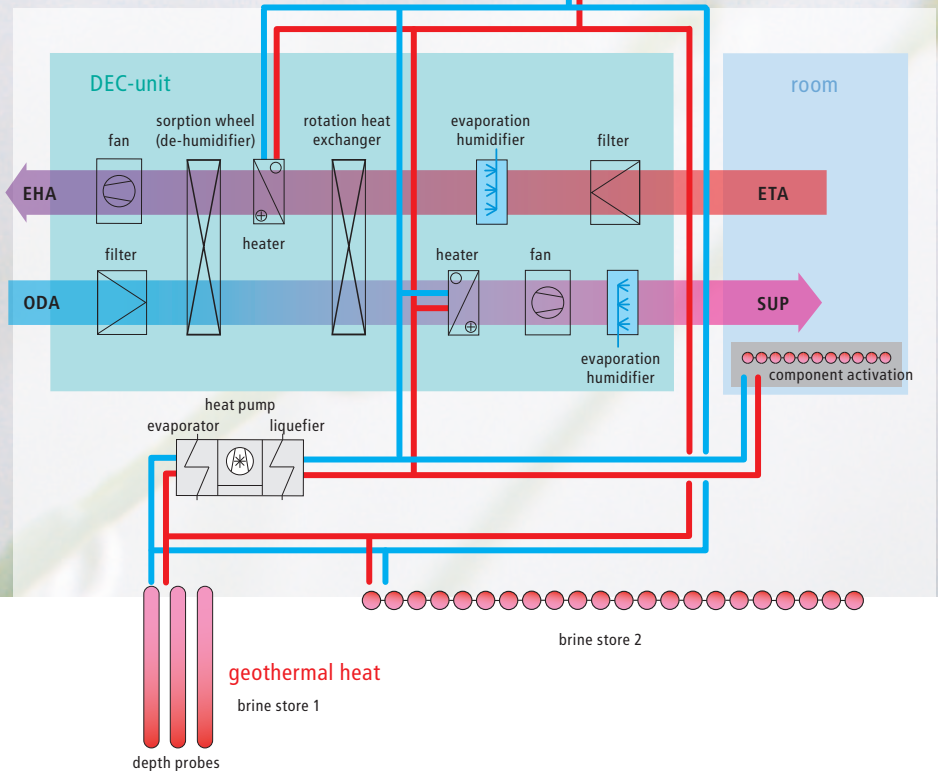 DEC-unit
room
sorption wheel
(de-humidifier)
rotation heat
exchanger
evaporation
humidifier
fan
filter
EHA
ETA
heater
filter
heater
fan
ODA
SUP
evaporation
humidifier
component activation
heat pump
evaporator
liquefier
brine store 2
geothermal heat
brine store 1
depth probes